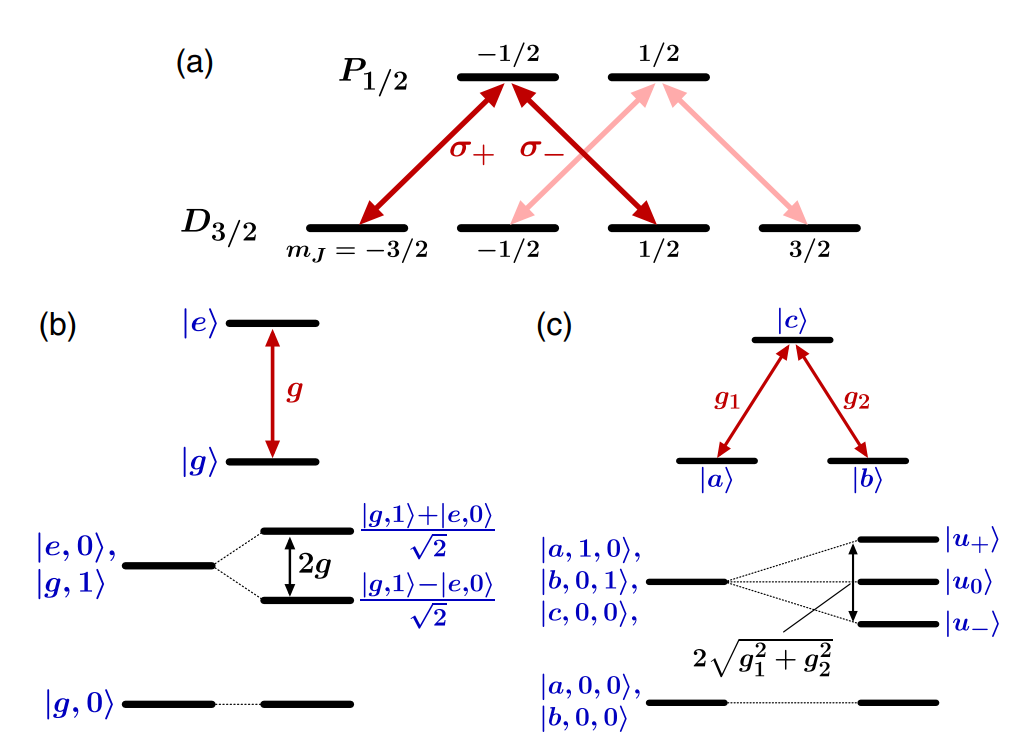 (a)
P1/2
−1/2
1/2
σ+
σ−
D3/2
mJ = −3/2
−1/2
1/2
3/2
(b)
|e⟩
g
|g⟩
|e, 0⟩,
|g, 1⟩
|g,1⟩+|e,0⟩
√2
2g
|g,1⟩−|e,0⟩
√2
|g, 0⟩
(c)
|c⟩
g1
g2
|a⟩
|b⟩
|a, 1, 0⟩,
|b, 0, 1⟩,
|c, 0, 0⟩,
|u+⟩
|u0⟩
|u−⟩
2√g1² + g2²
|a, 0, 0⟩,
|b, 0, 0⟩